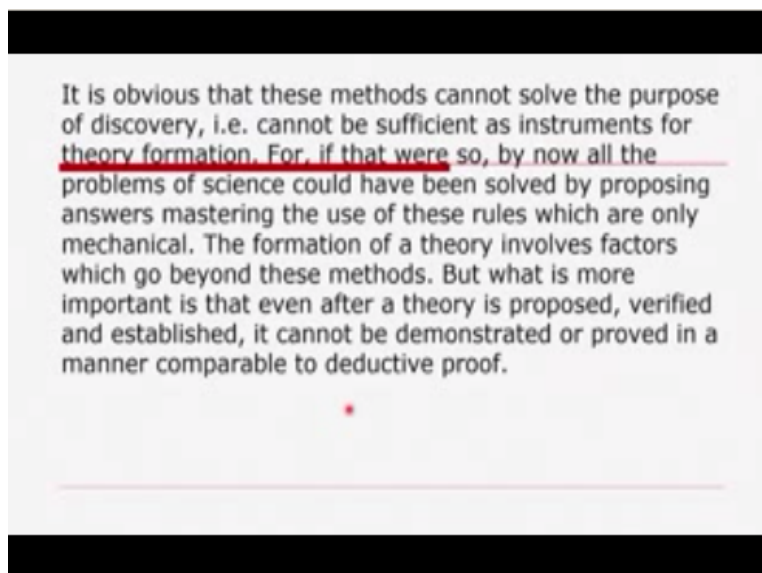 It is obvious that these methods cannot solve the purpose
of discovery, i.e. cannot be sufficient as instruments for
theory formation. For, if that were so, by now all the
problems of science could have been solved by proposing
answers mastering the use of these rules which are only
mechanical. The formation of a theory involves factors
which go beyond these methods. But what is more
important is that even after a theory is proposed, verified
and established, it cannot be demonstrated or proved in a
manner comparable to deductive proof.